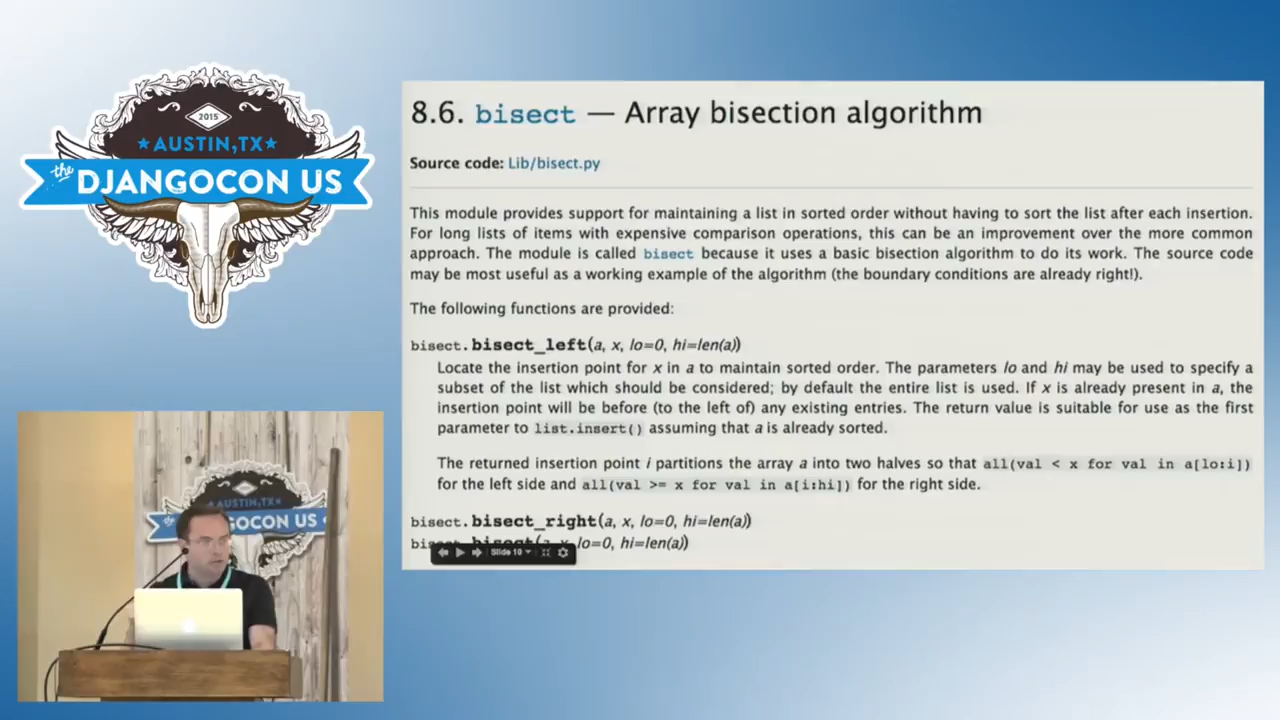 2015
★AUSTIN,TX★
the DJANGOCON US
8.6. bisect — Array bisection algorithm
Source code: Lib/bisect.py
This module provides support for maintaining a list in sorted order without having to sort the list after each insertion.
For long lists of items with expensive comparison operations, this can be an improvement over the more common
approach. The module is called bisect because it uses a basic bisection algorithm to do its work. The source code
may be most useful as a working example of the algorithm (the boundary conditions are already right!).
The following functions are provided:
bisect.bisect_left(a, x, lo=0, hi=len(a))
Locate the insertion point for x in a to maintain sorted order. The parameters lo and hi may be used to specify a
subset of the list which should be considered; by default the entire list is used. If x is already present in a, the
insertion point will be before (to the left of) any existing entries. The return value is suitable for use as the first
parameter to list.insert() assuming that a is already sorted.
The returned insertion point i partitions the array a into two halves so that all(val < x for val in a[lo:i])
for the left side and all(val >= x for val in a[i:hi]) for the right side.
bisect.bisect_right(a, x, lo=0, hi=len(a))
bisect.bisect(a, x, lo=0, hi=len(a))
Slide 10
AUSTIN,TX
the DJANGOCON US